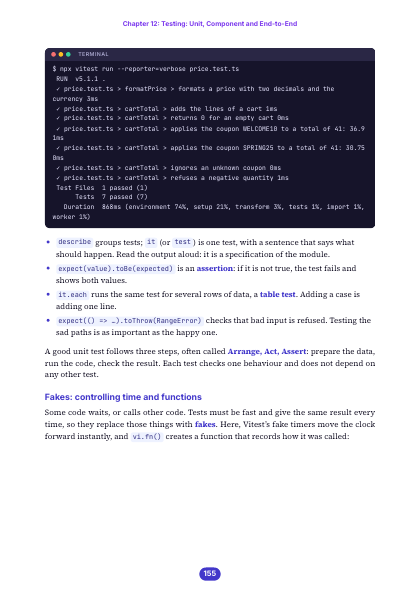 Chapter 12: Testing: Unit, Component and End-to-End
TERMINAL
$ npx vitest run --reporter=verbose price.test.ts
RUN v5.1.1 .
✓ price.test.ts > formatPrice > formats a price with two decimals and the
currency 3ms
✓ price.test.ts > cartTotal > adds the lines of a cart 1ms
✓ price.test.ts > cartTotal > returns 0 for an empty cart 0ms
✓ price.test.ts > cartTotal > applies the coupon WELCOME10 to a total of 41: 36.9
1ms
✓ price.test.ts > cartTotal > applies the coupon SPRING25 to a total of 41: 30.75
0ms
✓ price.test.ts > cartTotal > ignores an unknown coupon 0ms
✓ price.test.ts > cartTotal > refuses a negative quantity 1ms
Test Files 1 passed (1)
Tests 7 passed (7)
Duration 868ms (environment 74%, setup 21%, transform 3%, tests 1%, import 1%,
worker 1%)
• describe groups tests; it (or test) is one test, with a sentence that says what
should happen. Read the output aloud: it is a specification of the module.
• expect(value).toBe(expected) is an assertion: if it is not true, the test fails and
shows both values.
• it.each runs the same test for several rows of data, a table test. Adding a case is
adding one line.
• expect(() => …).toThrow(RangeError) checks that bad input is refused. Testing the
sad paths is as important as the happy one.
A good unit test follows three steps, often called Arrange, Act, Assert: prepare the data,
run the code, check the result. Each test checks one behaviour and does not depend on
any other test.
Fakes: controlling time and functions
Some code waits, or calls other code. Tests must be fast and give the same result every
time, so they replace those things with fakes. Here, Vitest's fake timers move the clock
forward instantly, and vi.fn() creates a function that records how it was called:
155